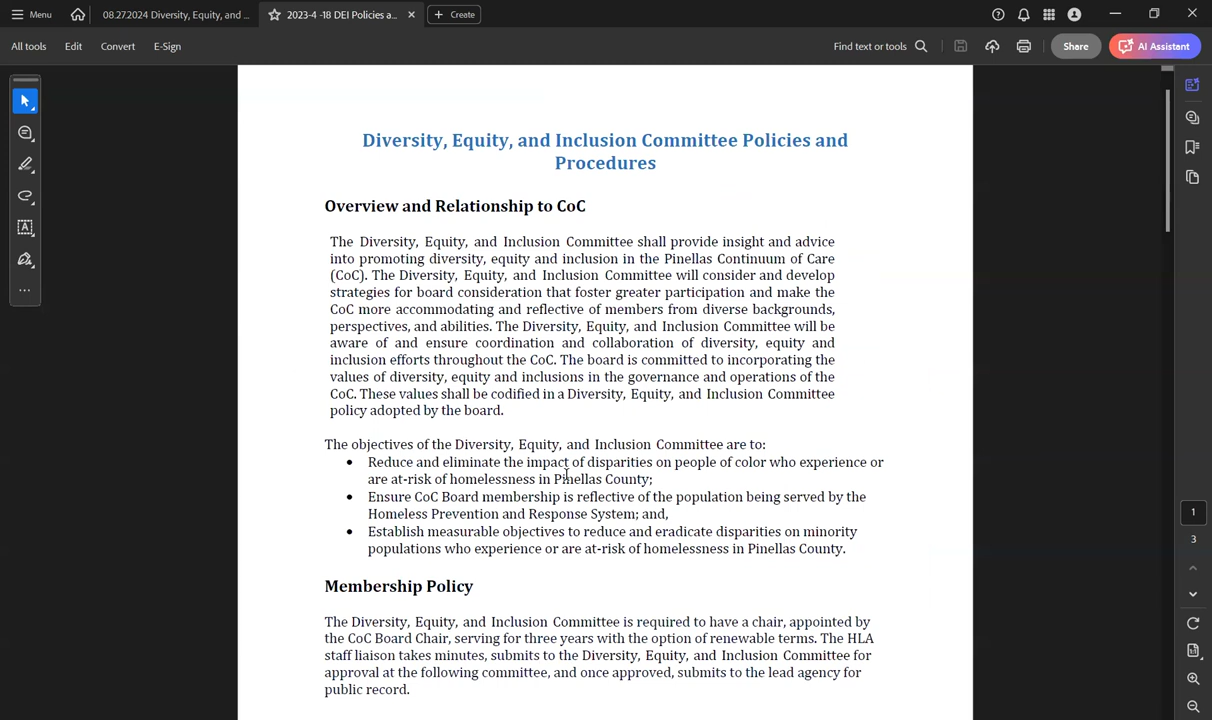 Menu
08.27.2024 Diversity, Equity, and ...
2023-4 -18 DEI Policies a...
Create
All tools
Edit
Convert
E-Sign
Find text or tools
Share
AI Assistant
Diversity, Equity, and Inclusion Committee Policies and
Procedures
Overview and Relationship to CoC
The Diversity, Equity, and Inclusion Committee shall provide insight and advice
into promoting diversity, equity and inclusion in the Pinellas Continuum of Care
(CoC). The Diversity, Equity, and Inclusion Committee will consider and develop
strategies for board consideration that foster greater participation and make the
CoC more accommodating and reflective of members from diverse backgrounds,
perspectives, and abilities. The Diversity, Equity, and Inclusion Committee will be
aware of and ensure coordination and collaboration of diversity, equity and
inclusion efforts throughout the CoC. The board is committed to incorporating the
values of diversity, equity and inclusions in the governance and operations of the
CoC. These values shall be codified in a Diversity, Equity, and Inclusion Committee
policy adopted by the board.
The objectives of the Diversity, Equity, and Inclusion Committee are to:
• Reduce and eliminate the impact of disparities on people of color who experience or
are at-risk of homelessness in Pinellas County;
• Ensure CoC Board membership is reflective of the population being served by the
Homeless Prevention and Response System; and,
• Establish measurable objectives to reduce and eradicate disparities on minority
populations who experience or are at-risk of homelessness in Pinellas County.
Membership Policy
The Diversity, Equity, and Inclusion Committee is required to have a chair, appointed by
the CoC Board Chair, serving for three years with the option of renewable terms. The HLA
staff liaison takes minutes, submits to the Diversity, Equity, and Inclusion Committee for
approval at the following committee, and once approved, submits to the lead agency for
public record.
1
3